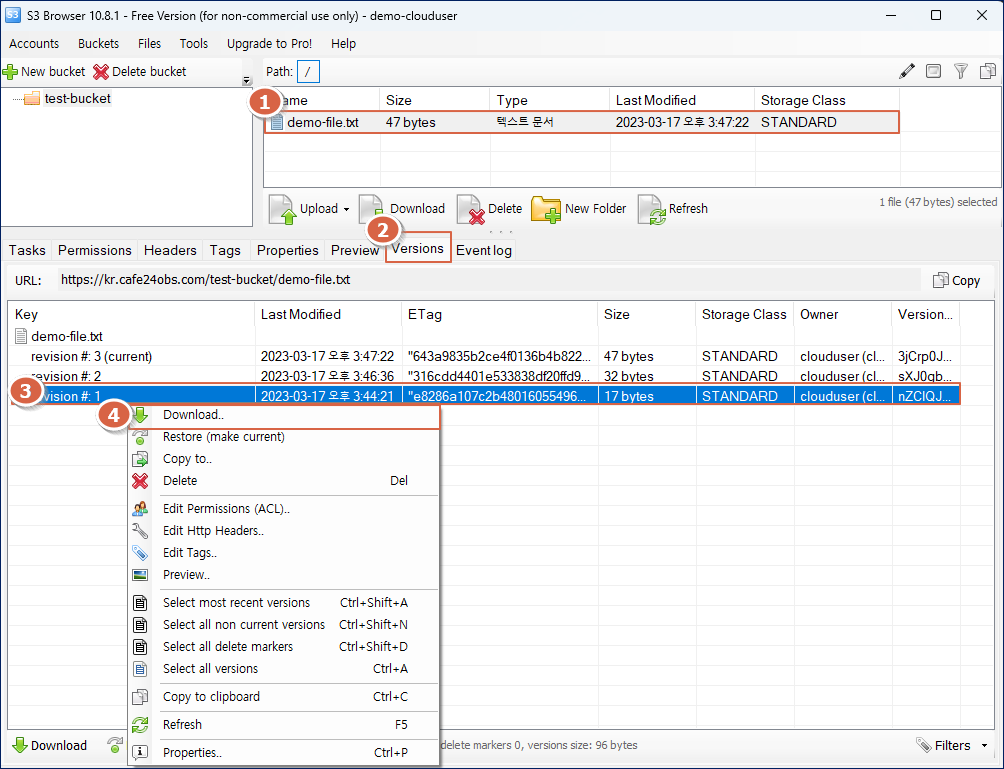 S3 Browser 10.8.1 - Free Version (for non-commercial use only) - demo-clouduser
Accounts Buckets Files Tools Upgrade to Pro! Help
New bucket Delete bucket
Path: /
test-bucket
1
Size Type Last Modified Storage Class
demo-file.txt 47 bytes 텍스트 문서 2023-03-17 오후 3:47:22 STANDARD
Upload Download Delete New Folder Refresh
1 file (47 bytes) selected
2
Tasks Permissions Headers Tags Properties Preview Versions Event log
URL: https://kr.cafe24obs.com/test-bucket/demo-file.txt Copy
Key Last Modified ETag Size Storage Class Owner Version...
demo-file.txt
revision #: 3 (current) 2023-03-17 오후 3:47:22 "643a9835b2ce4f0136b4b822... 47 bytes STANDARD clouduser (cl... 3jCrp0J...
revision #: 2 2023-03-17 오후 3:46:36 "316cdd4401e533838df20ffd9... 32 bytes STANDARD clouduser (cl... sXJ0qb...
3
revision #: 1 2023-03-17 오후 3:44:21 "e8286a107c2b48016055496... 17 bytes STANDARD clouduser (cl...
4
Download..
Restore (make current)
Copy to..
Delete Del
Edit Permissions (ACL)..
Edit Http Headers..
Edit Tags..
Preview..
Select most recent versions Ctrl+Shift+A
Select all non current versions Ctrl+Shift+N
Select all delete markers Ctrl+Shift+D
Select all versions Ctrl+A
Copy to clipboard Ctrl+C
Refresh F5
Properties.. Ctrl+P
Download
delete markers 0, versions size: 96 bytes
Filters